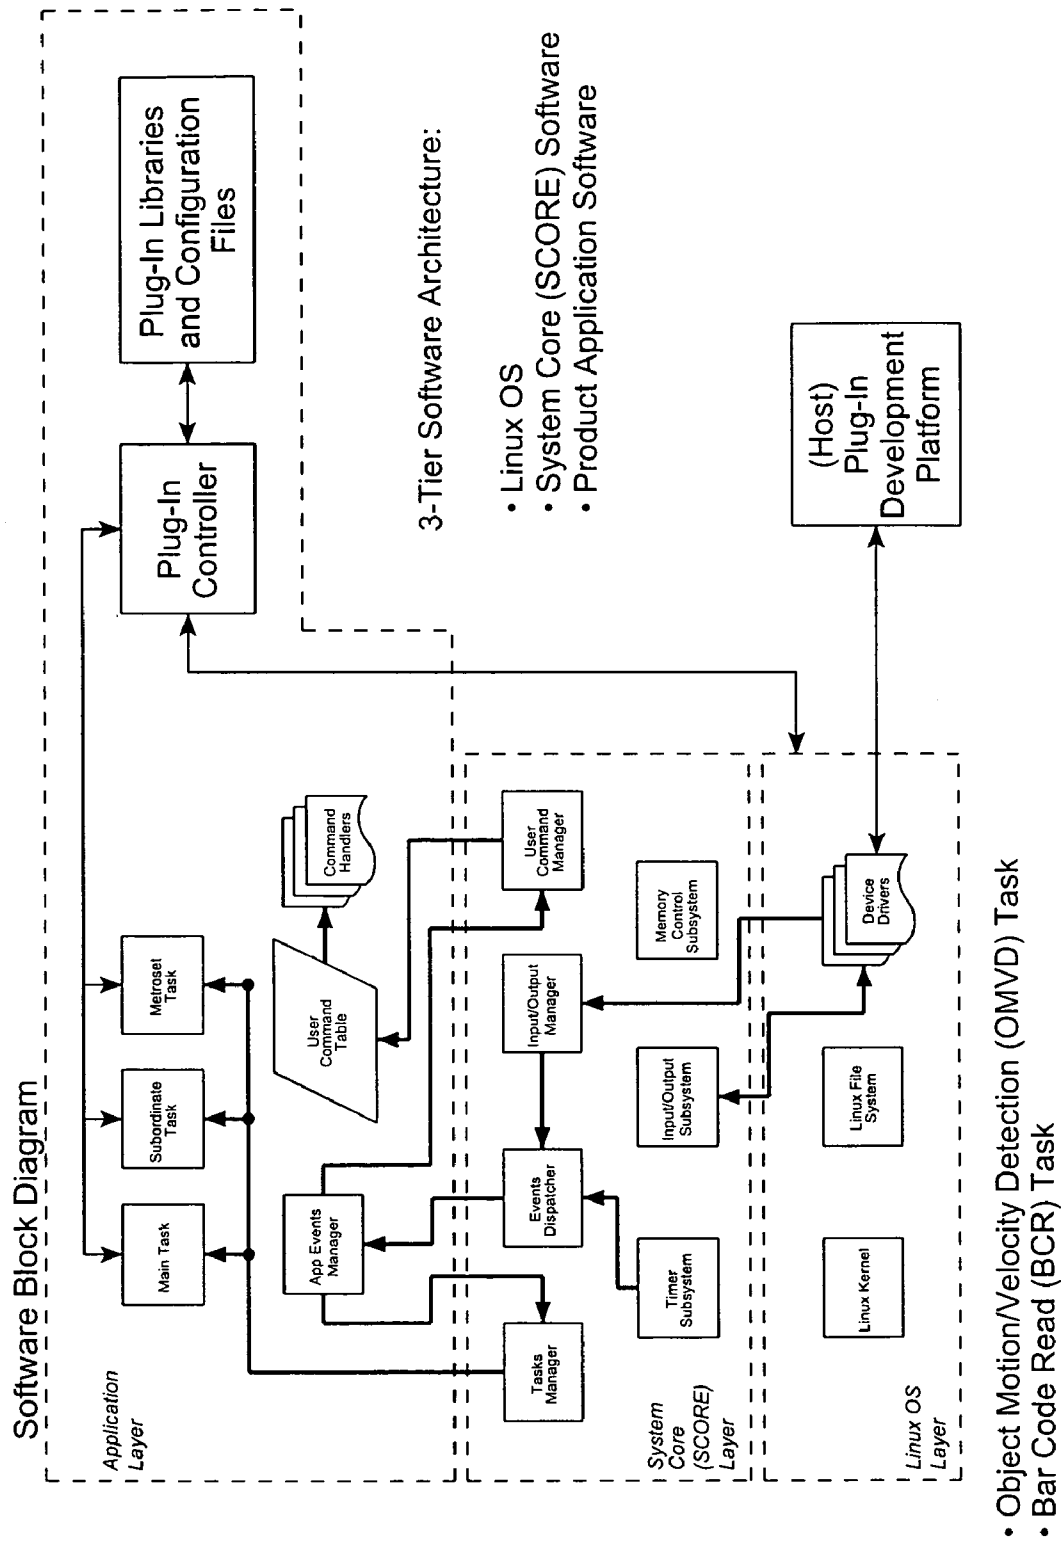 Software Block Diagram
Application
Layer
Main Task
Subordinate
Task
Metroset
Task
Plug-In
Controller
Plug-In Libraries
and Configuration
Files
App Events
Manager
User
Command
Table
Command
Handlers
3-Tier Software Architecture:
• Linux OS
• System Core (SCORE) Software
• Product Application Software
Tasks
Manager
Events
Dispatcher
Input/Output
Manager
User
Command
Manager
System
Core
(SCORE)
Layer
Timer
Subsystem
Input/Output
Subsystem
Memory
Control
Subsystem
Linux OS
Layer
Linux Kernel
Linux File
System
Device
Drivers
(Host)
Plug-In
Development
Platform
• Object Motion/Velocity Detection (OMVD) Task
• Bar Code Read (BCR) Task